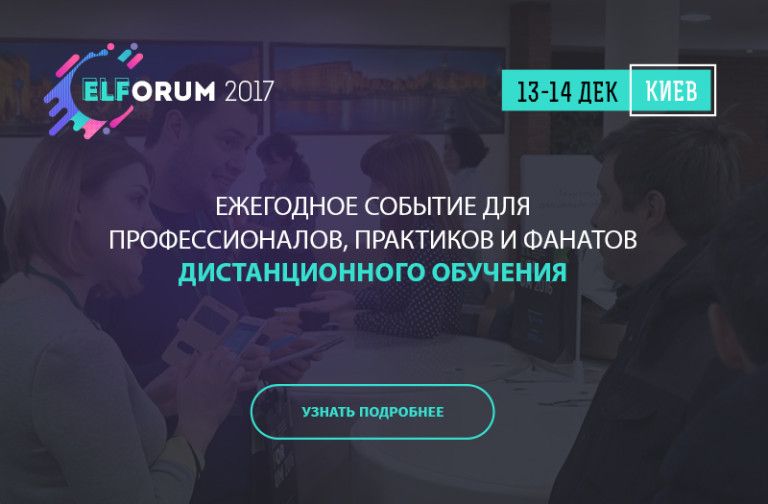 ELFORUM 2017
13-14 ДЕК КИЕВ
ЕЖЕГОДНОЕ СОБЫТИЕ ДЛЯ
ПРОФЕССИОНАЛОВ, ПРАКТИКОВ И ФАНАТОВ
ДИСТАНЦИОННОГО ОБУЧЕНИЯ
УЗНАТЬ ПОДРОБНЕЕ